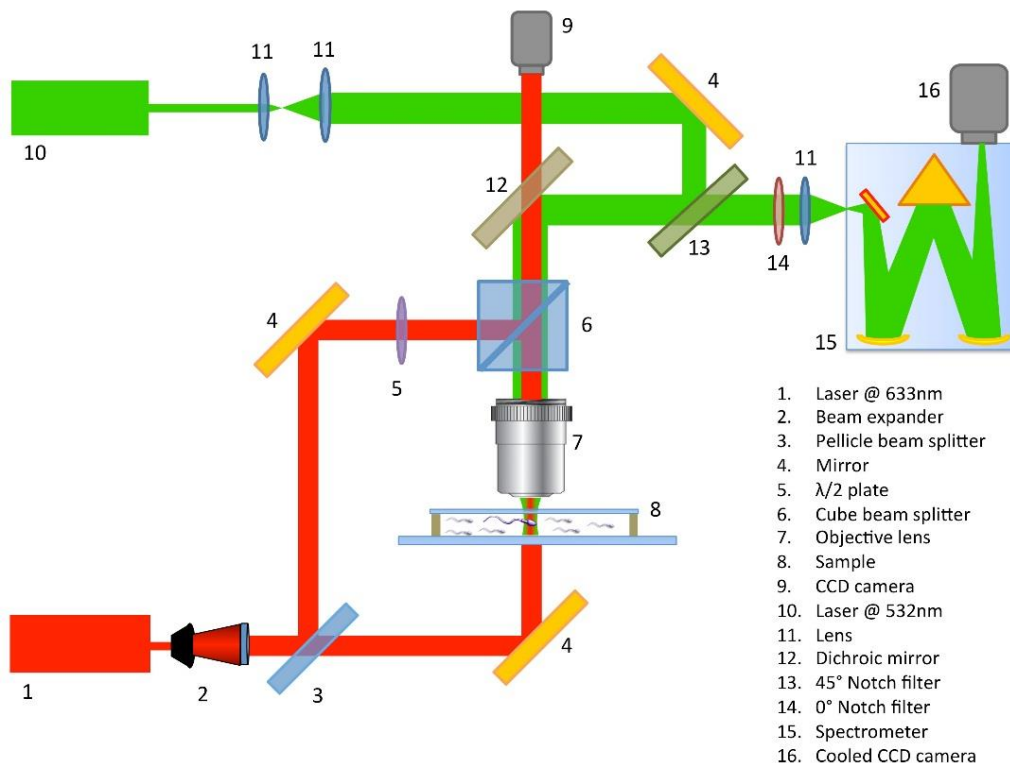 9
11
11
4
16
10
12
11
13
14
4
6
15
5
7
8
1
2
3
4
1. Laser @ 633nm
2. Beam expander
3. Pellicle beam splitter
4. Mirror
5. λ/2 plate
6. Cube beam splitter
7. Objective lens
8. Sample
9. CCD camera
10. Laser @ 532nm
11. Lens
12. Dichroic mirror
13. 45° Notch filter
14. 0° Notch filter
15. Spectrometer
16. Cooled CCD camera